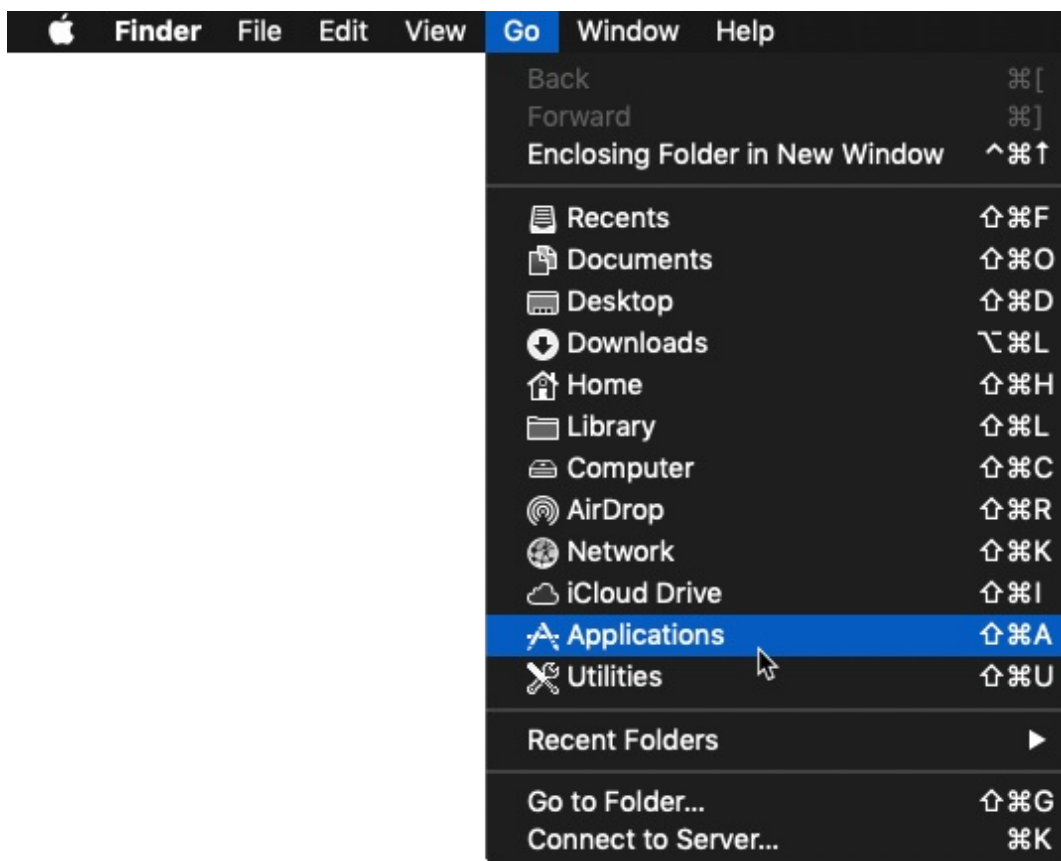 Finder File Edit View Go Window Help
Back ⌘[
Forward ⌘]
Enclosing Folder in New Window ^⌘↑
Recents ⇧⌘F
Documents ⇧⌘O
Desktop ⇧⌘D
Downloads ⌥⌘L
Home ⇧⌘H
Library ⇧⌘L
Computer ⇧⌘C
AirDrop ⇧⌘R
Network ⇧⌘K
iCloud Drive ⇧⌘I
Applications ⇧⌘A
Utilities ⇧⌘U
Recent Folders ▶
Go to Folder... ⇧⌘G
Connect to Server... ⌘K